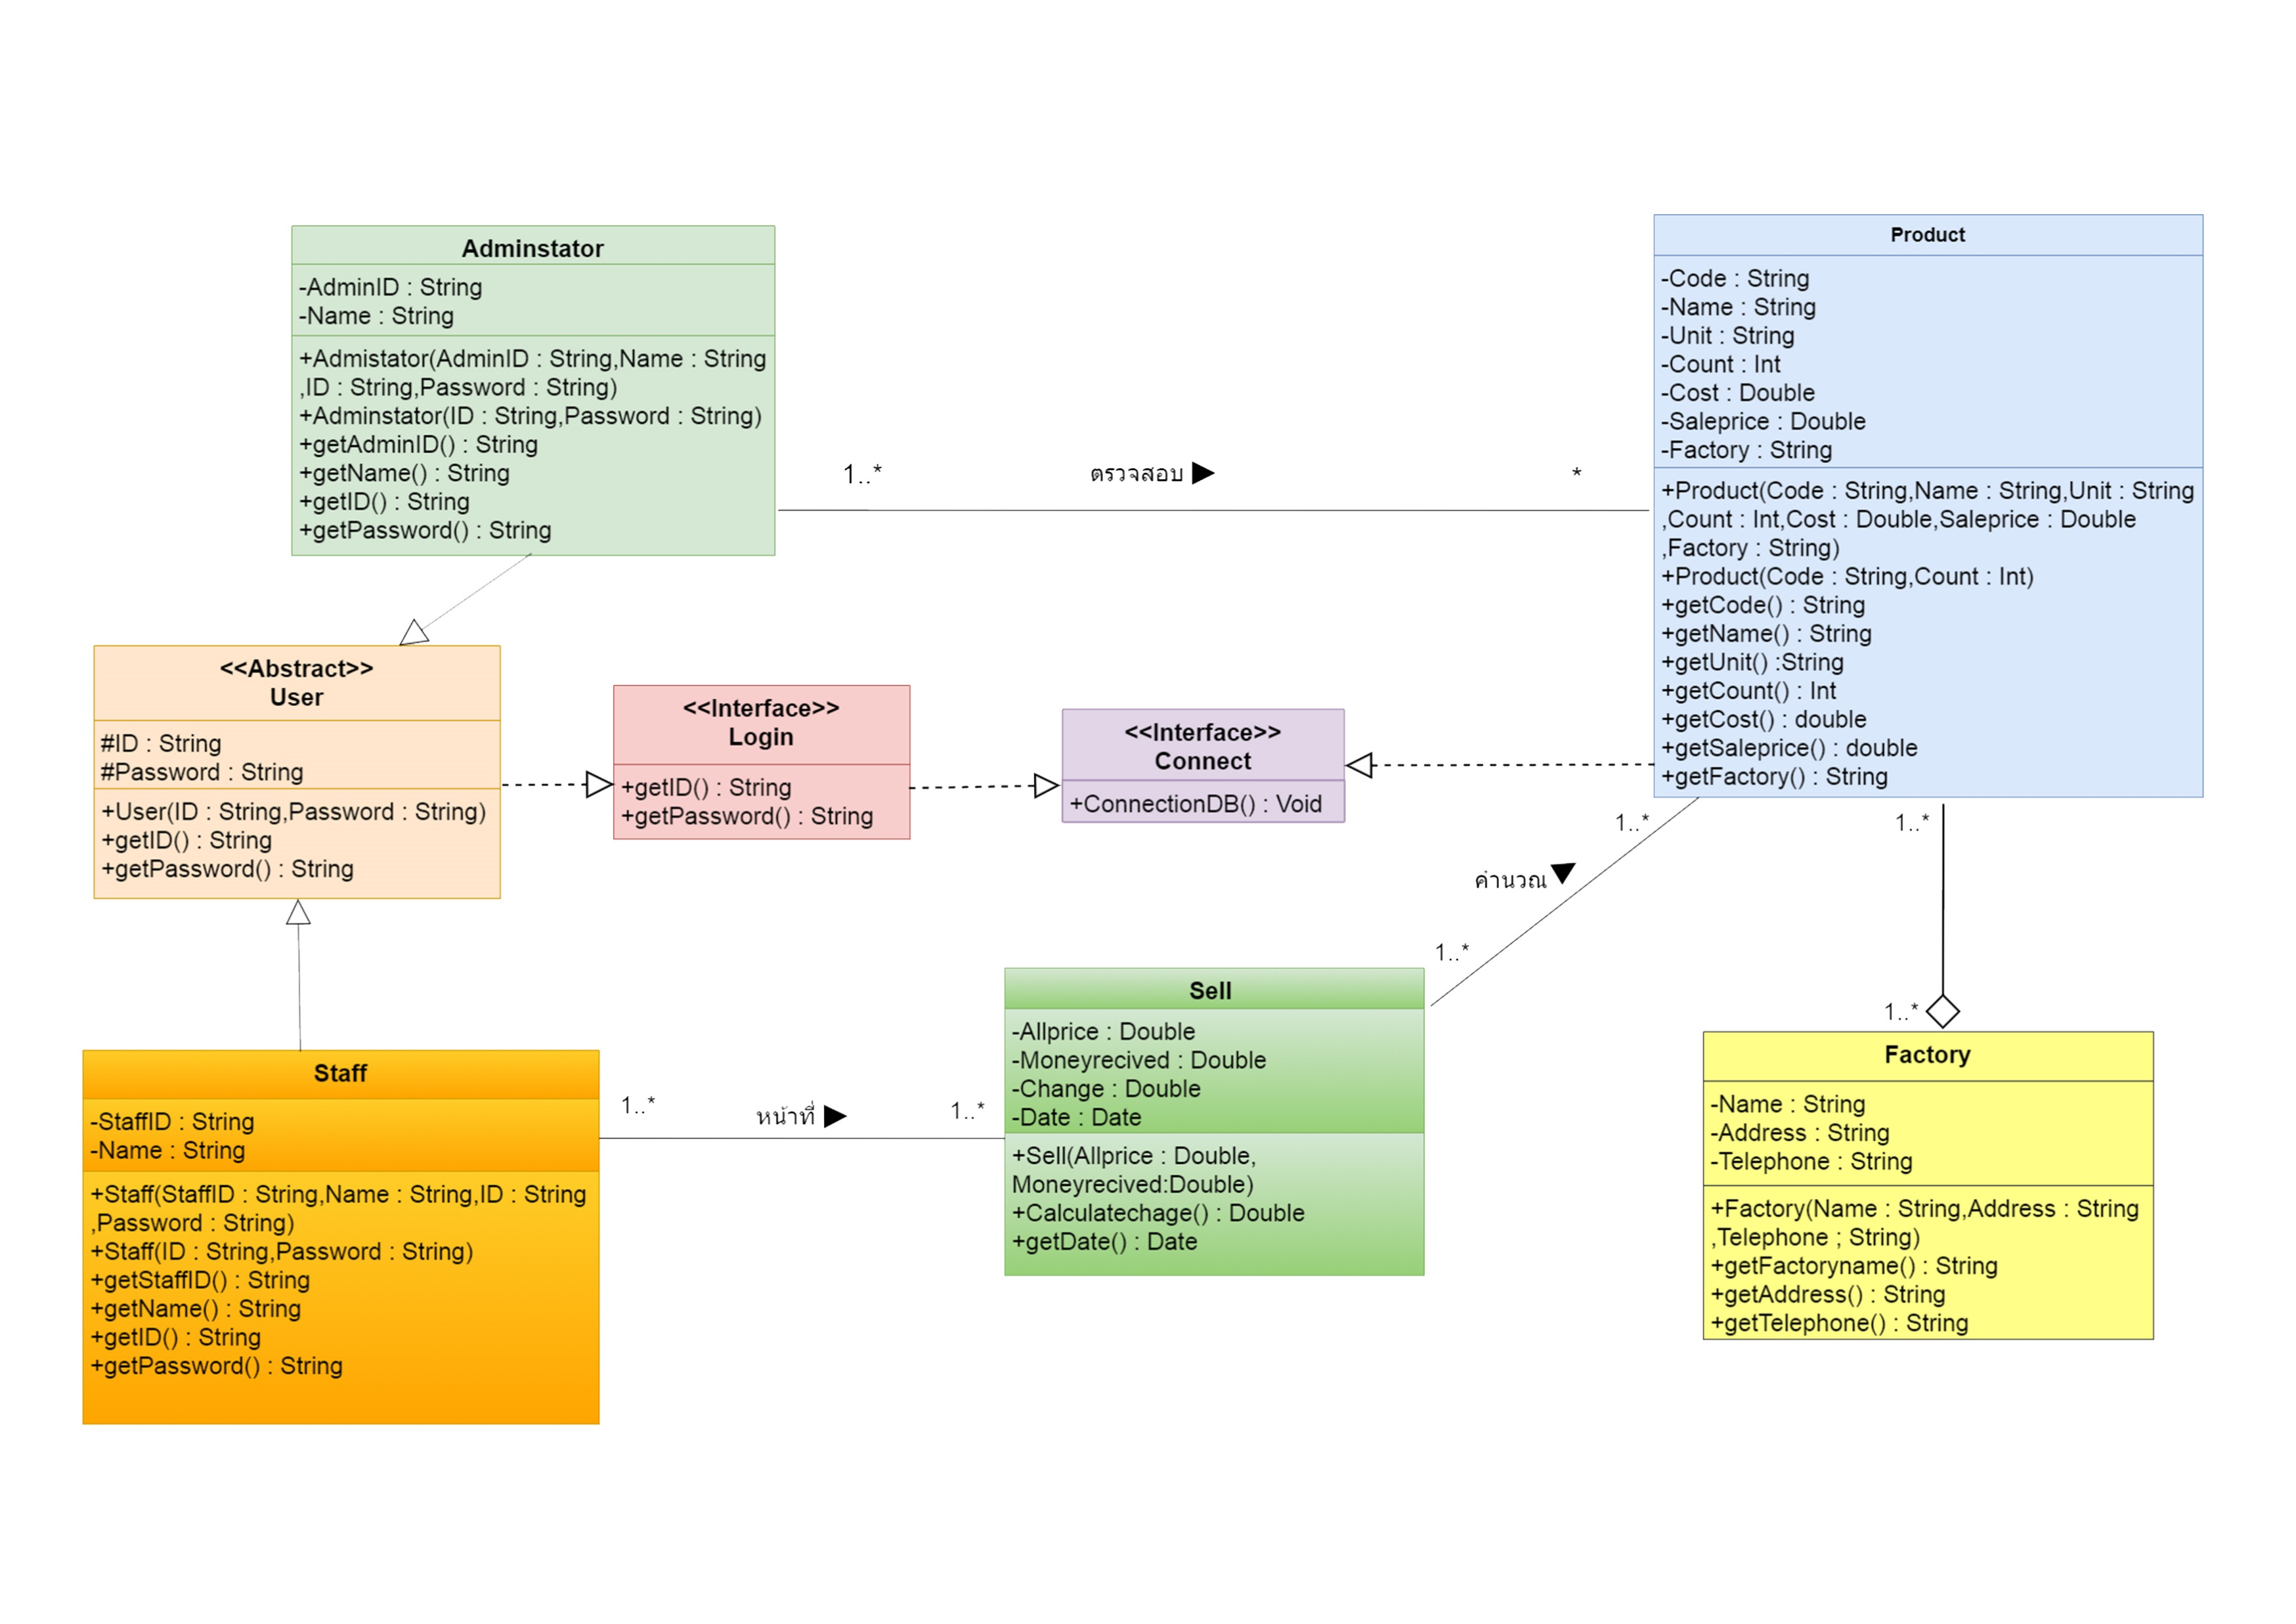 Adminstator
-AdminID : String
-Name : String
+Admistator(AdminID : String,Name : String
,ID : String,Password : String)
+Adminstator(ID : String,Password : String)
+getAdminID() : String
+getName() : String
+getID() : String
+getPassword() : String
1..*
ตรวจสอบ
*
Product
-Code : String
-Name : String
-Unit : String
-Count : Int
-Cost : Double
-Saleprice : Double
-Factory : String
+Product(Code : String,Name : String,Unit : String
,Count : Int,Cost : Double,Saleprice : Double
,Factory : String)
+Product(Code : String,Count : Int)
+getCode() : String
+getName() : String
+getUnit() :String
+getCount() : Int
+getCost() : double
+getSaleprice() : double
+getFactory() : String
<<Abstract>>
User
#ID : String
#Password : String
+User(ID : String,Password : String)
+getID() : String
+getPassword() : String
<<Interface>>
Login
+getID() : String
+getPassword() : String
<<Interface>>
Connect
+ConnectionDB() : Void
1..*
คำนวณ
1..*
1..*
1..*
Staff
-StaffID : String
-Name : String
+Staff(StaffID : String,Name : String,ID : String
,Password : String)
+Staff(ID : String,Password : String)
+getStaffID() : String
+getName() : String
+getID() : String
+getPassword() : String
1..*
หน้าที่
1..*
Sell
-Allprice : Double
-Moneyrecived : Double
-Change : Double
-Date : Date
+Sell(Allprice : Double,
Moneyrecived:Double)
+Calculatechage() : Double
+getDate() : Date
Factory
-Name : String
-Address : String
-Telephone : String
+Factory(Name : String,Address : String
,Telephone ; String)
+getFactoryname() : String
+getAddress() : String
+getTelephone() : String